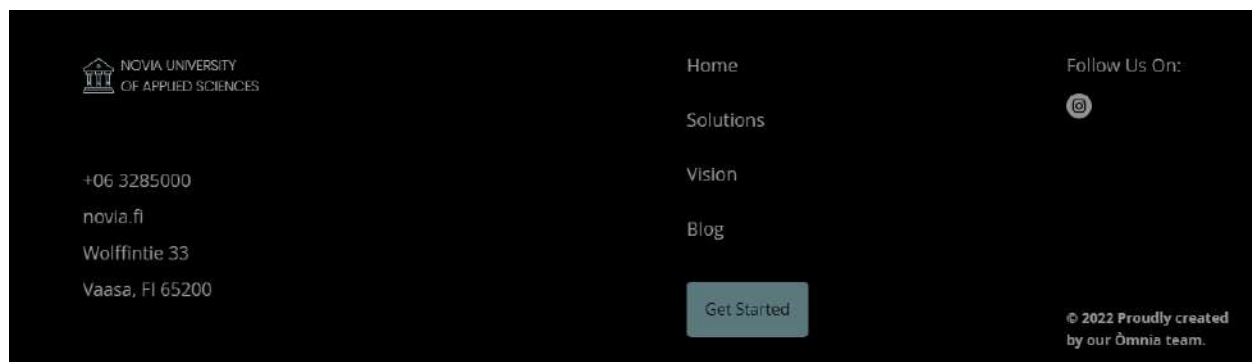 NOVIA UNIVERSITY
OF APPLIED SCIENCES
+06 3285000
novia.fi
Wolffintie 33
Vaasa, FI 65200
Home
Solutions
Vision
Blog
Get Started
Follow Us On:
© 2022 Proudly created
by our Òmnia team.